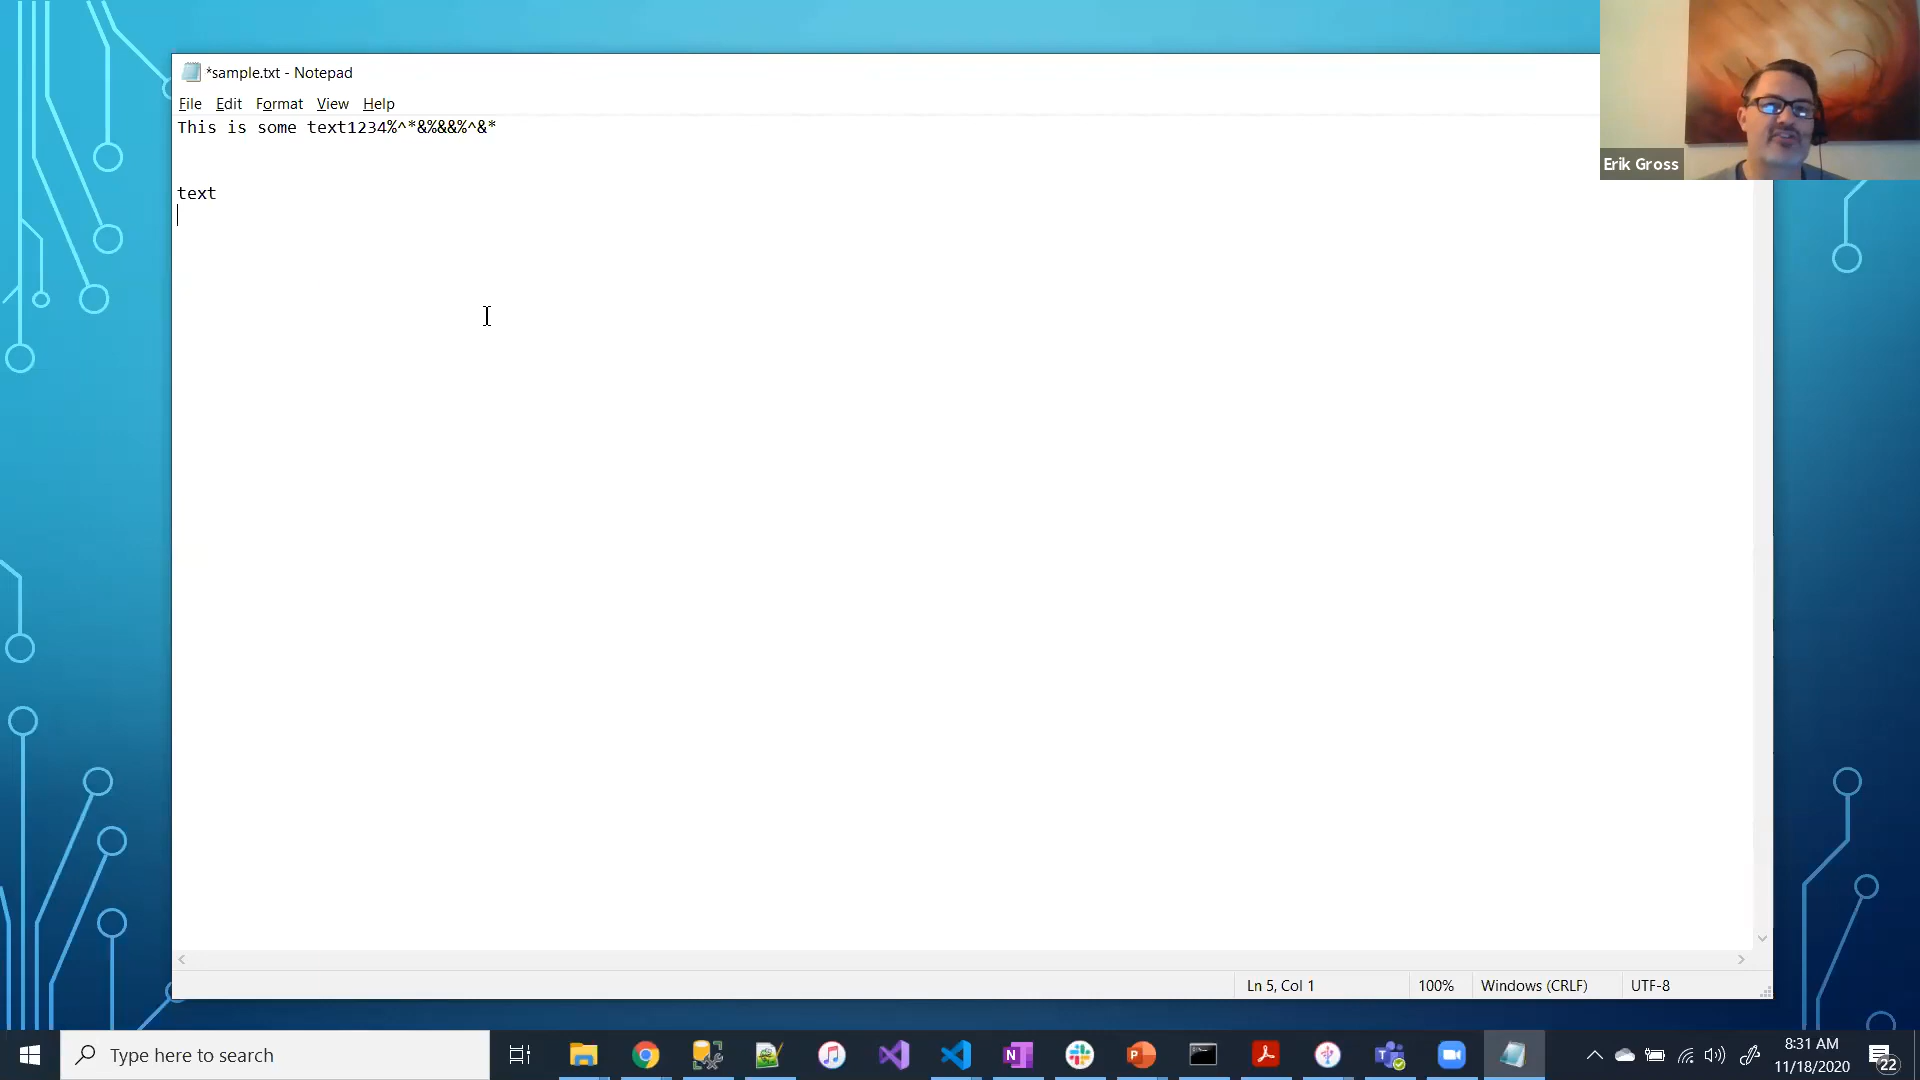 *sample.txt - Notepad
File Edit Format View Help
This is some text1234%^*&%&&%^&*
text
Erik Gross
Ln 5, Col 1 100% Windows (CRLF) UTF-8
Type here to search
8:31 AM
11/18/2020
22